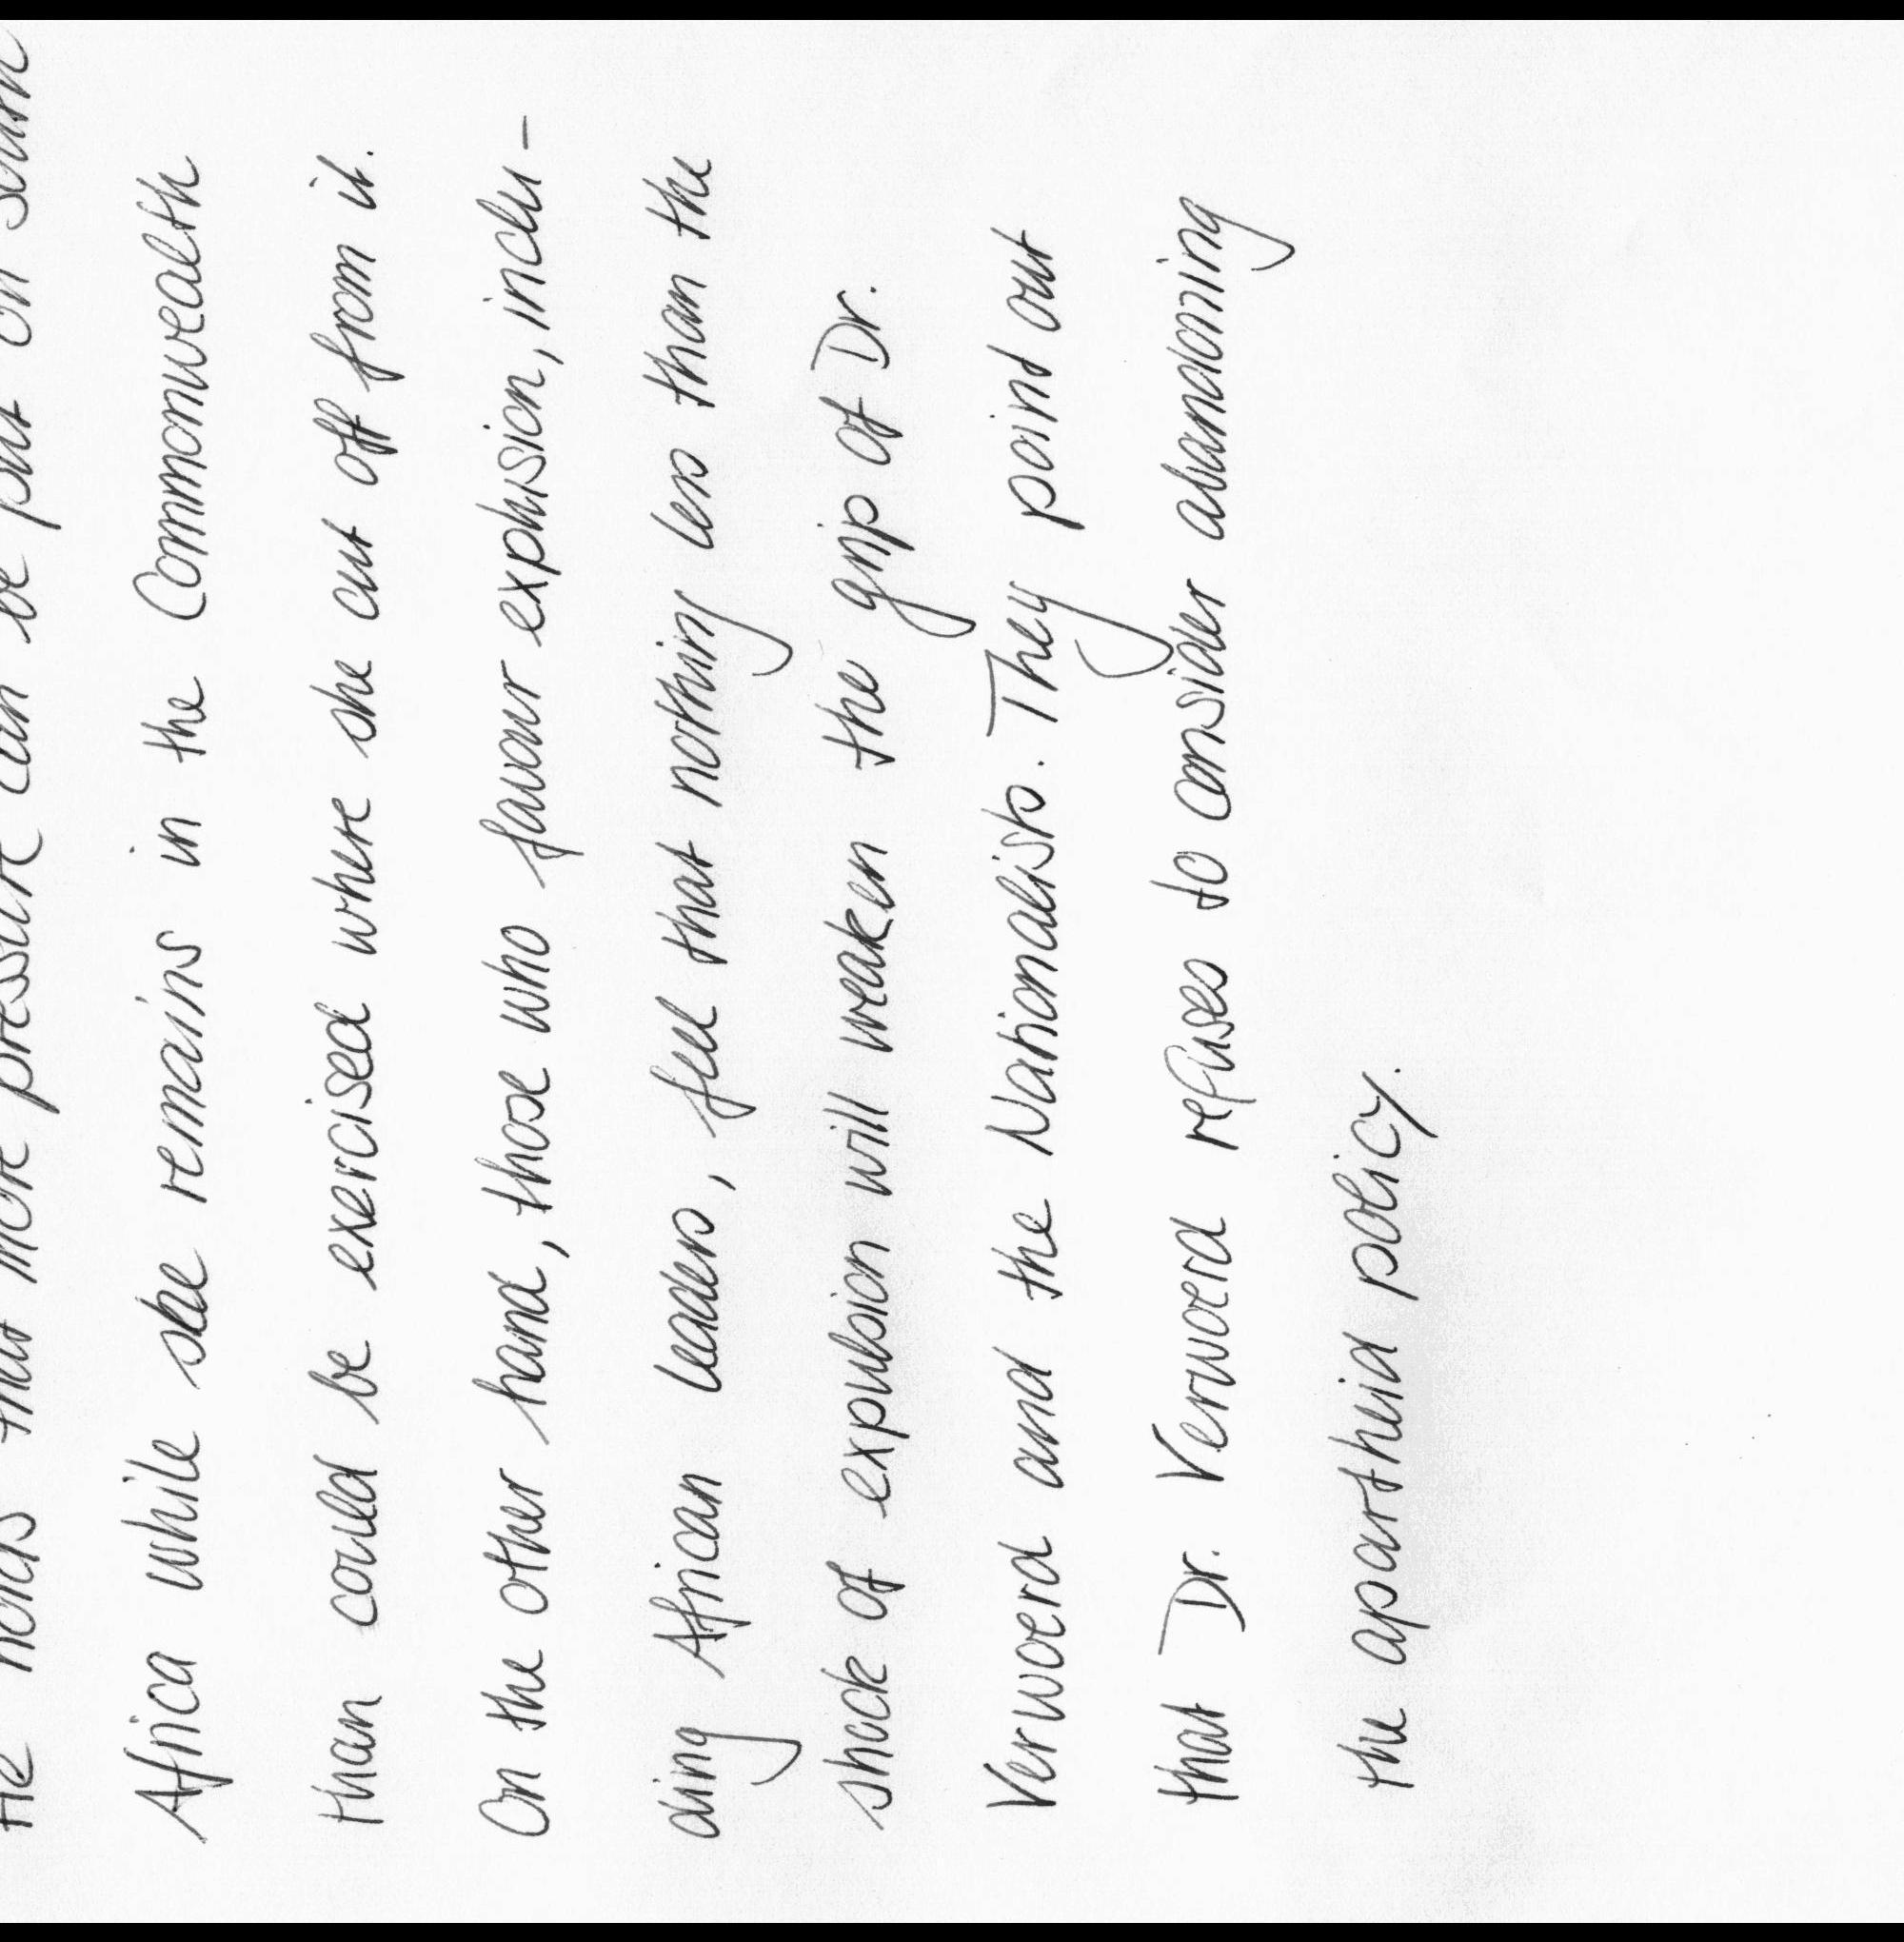 He holds that more pressure can be put on South
Africa while she remains in the Commonwealth
than could be exercised where she cut off from it.
On the other hand, those who favour explusion, inclu-
ding African leaders, feel that nothing less than the
shock of expulsion will weaken the grip of Dr.
Verwoerd and the Nationalists. They point out
that Dr. Verwoerd refuses to consider abandoning
the apartheid policy.